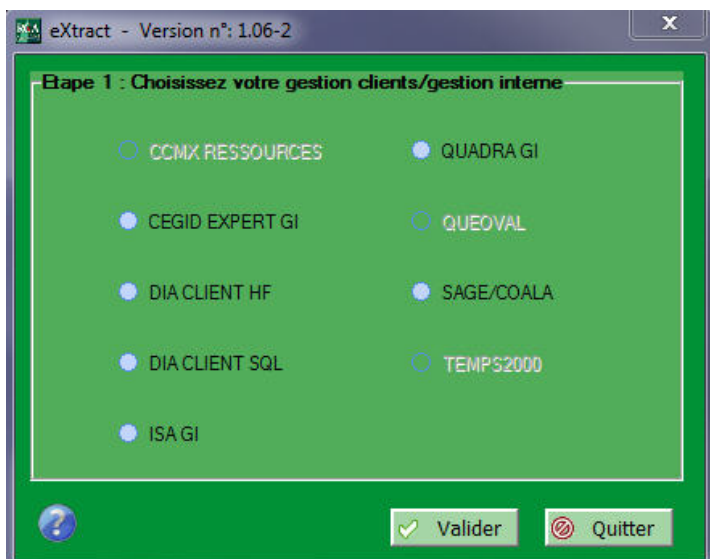 RCA eXtract - Version n°: 1.06-2
Etape 1 : Choisissez votre gestion clients/gestion interne
CCMX RESSOURCES
CEGID EXPERT GI
DIA CLIENT HF
DIA CLIENT SQL
ISA GI
QUADRA GI
QUEOVAL
SAGE/COALA
TEMPS2000
? Valider Quitter